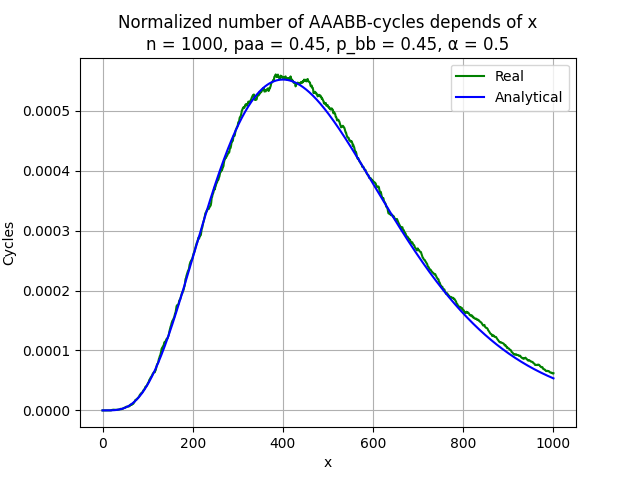 Normalized number of AAABB-cycles depends of x
n = 1000, paa = 0.45, p_bb = 0.45, α = 0.5
Real
Analytical
Cycles
0.0005
0.0004
0.0003
0.0002
0.0001
0.0000
0 200 400 600 800 1000
x